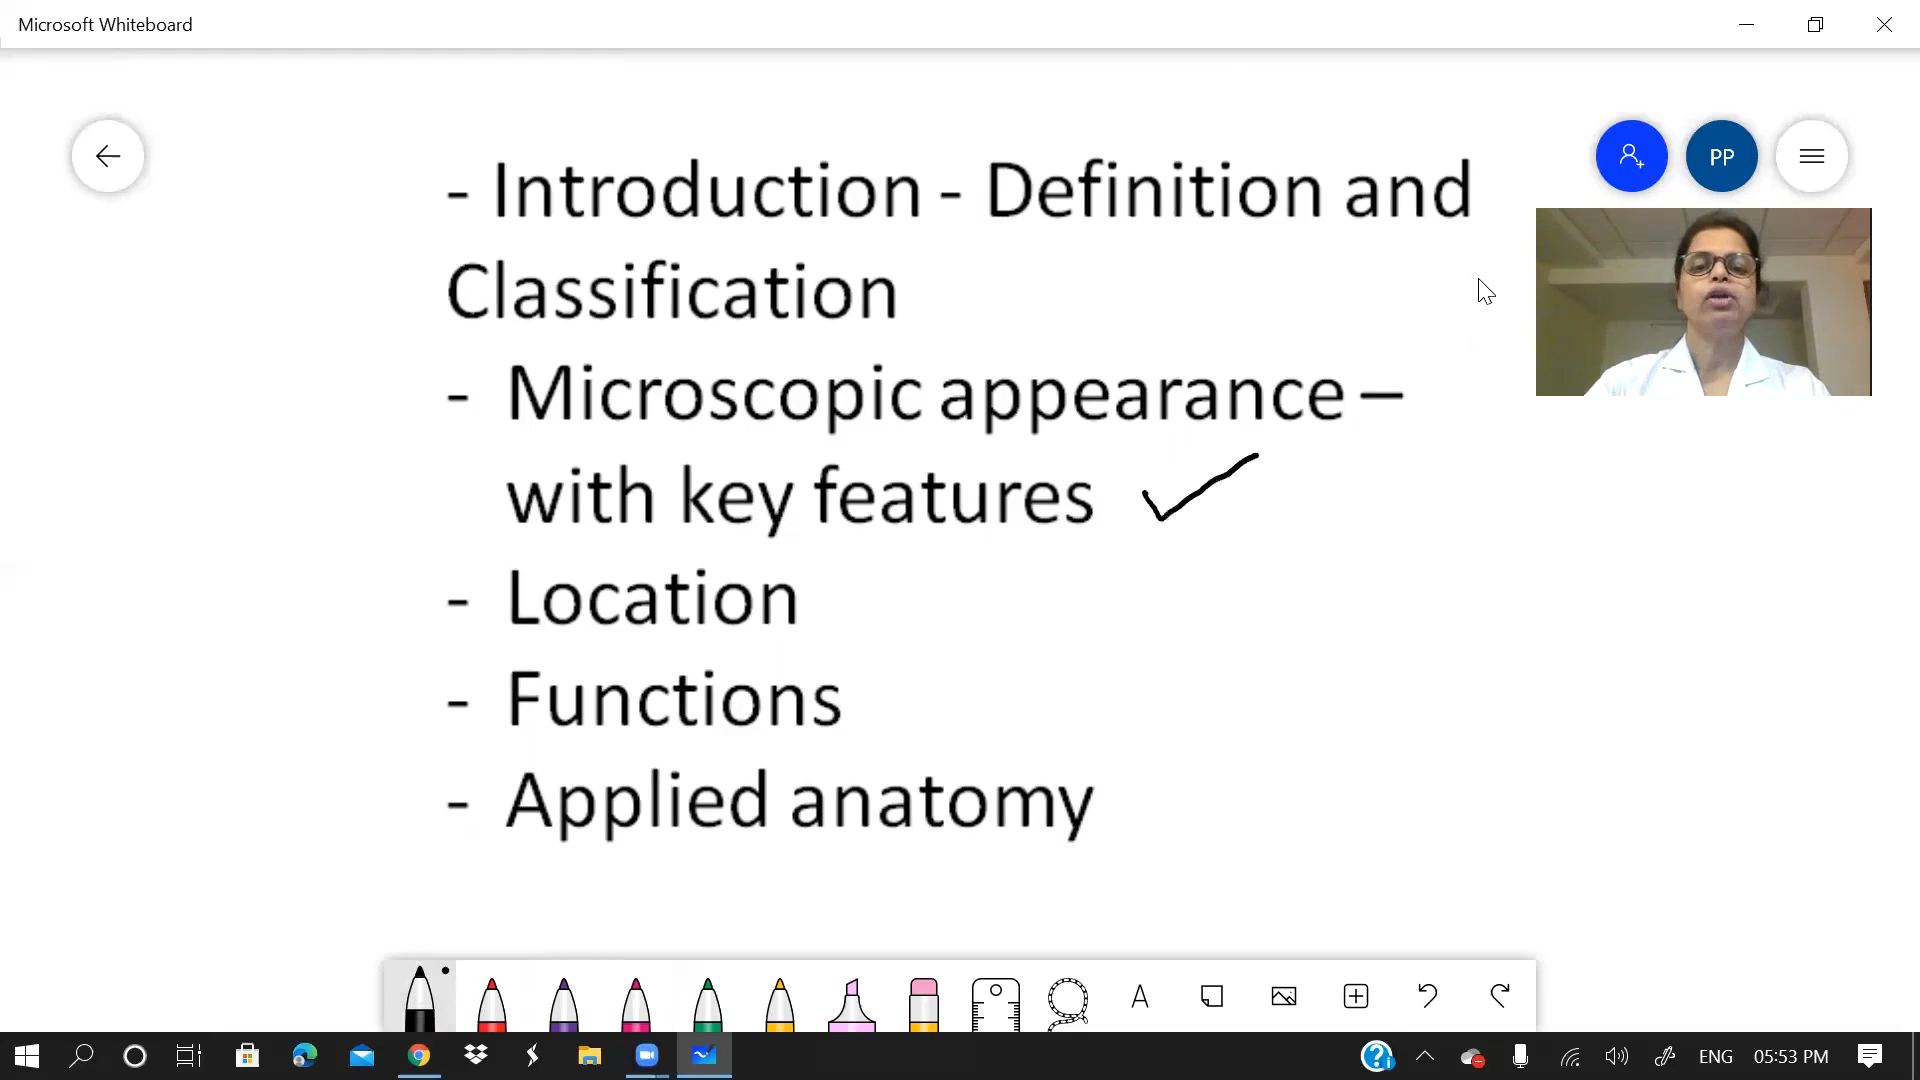 Microsoft Whiteboard
PP
- Introduction - Definition and
Classification
- Microscopic appearance –
with key features
- Location
- Functions
- Applied anatomy
A
ENG 05:53 PM